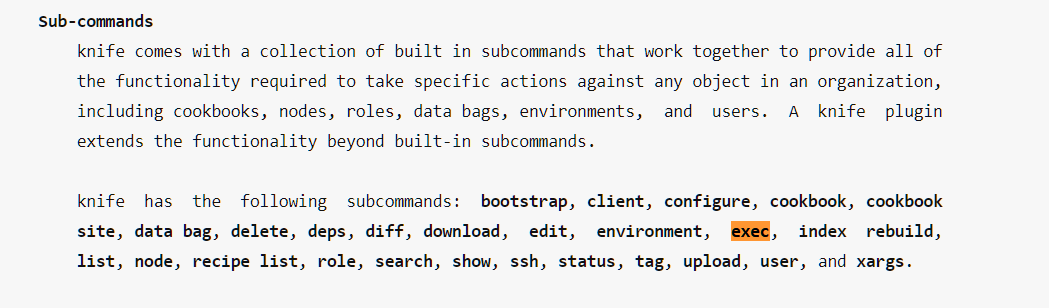 Sub-commands
knife comes with a collection of built in subcommands that work together to provide all of
the functionality required to take specific actions against any object in an organization,
including cookbooks, nodes, roles, data bags, environments, and users. A knife plugin
extends the functionality beyond built-in subcommands.
knife has the following subcommands: bootstrap, client, configure, cookbook, cookbook
site, data bag, delete, deps, diff, download, edit, environment, exec, index rebuild,
list, node, recipe list, role, search, show, ssh, status, tag, upload, user, and xargs.